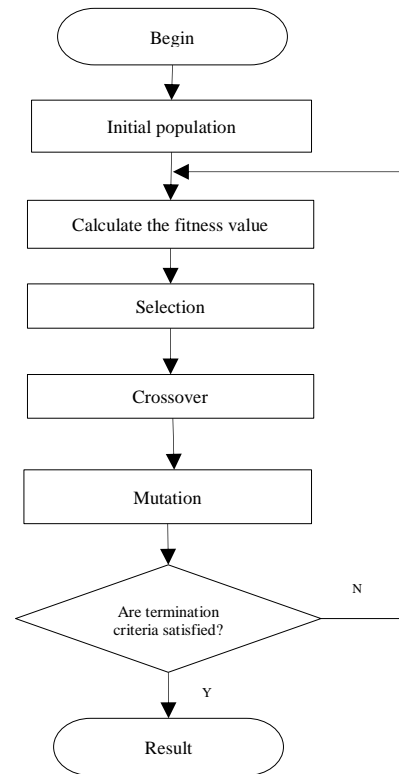 Begin
Initial population
Calculate the fitness value
Selection
Crossover
Mutation
Are termination
criteria satisfied?
N
Y
Result